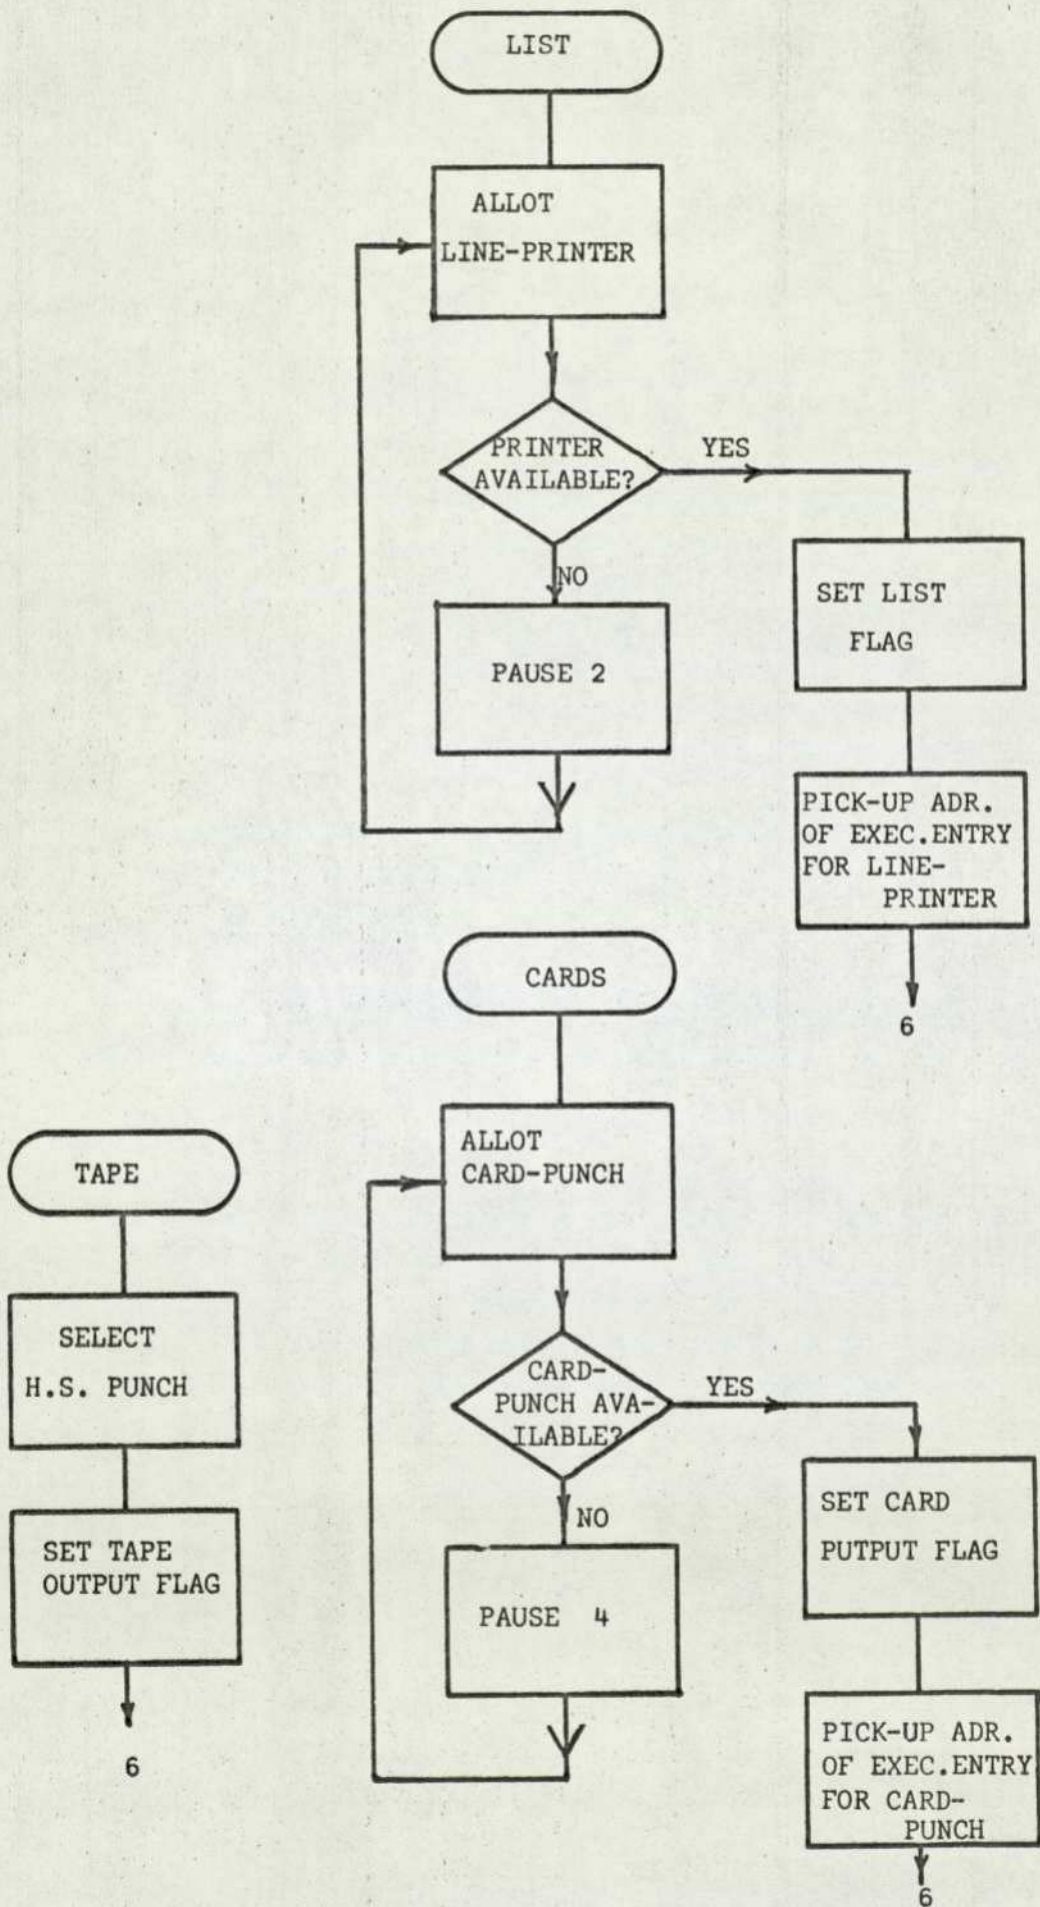 LIST
ALLOT
LINE-PRINTER
PRINTER
AVAILABLE?
YES
NO
PAUSE 2
SET LIST
FLAG
PICK-UP ADR.
OF EXEC.ENTRY
FOR LINE-
PRINTER
6
CARDS
ALLOT
CARD-PUNCH
CARD-
PUNCH AVA-
ILABLE?
YES
NO
PAUSE 4
SET CARD
PUTPUT FLAG
PICK-UP ADR.
OF EXEC.ENTRY
FOR CARD-
PUNCH
6
TAPE
SELECT
H.S. PUNCH
SET TAPE
OUTPUT FLAG
6